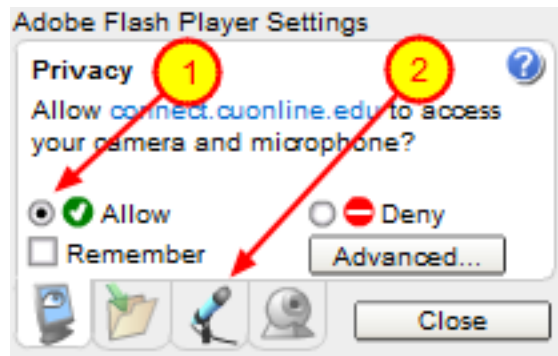 Adobe Flash Player Settings
Privacy
1
2
?
Allow connect.cuonline.edu to access
your camera and microphone?
Allow
Deny
Remember
Advanced...
Close